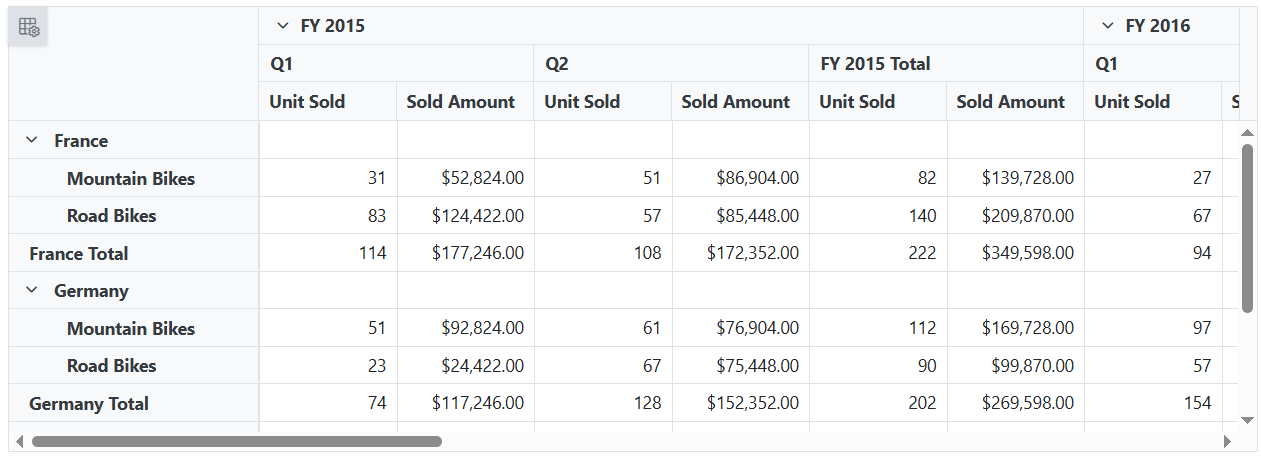 FY 2015 FY 2016
Q1 Q2 FY 2015 Total Q1
Unit Sold Sold Amount Unit Sold Sold Amount Unit Sold Sold Amount Unit Sold S
France
Mountain Bikes 31 $52,824.00 51 $86,904.00 82 $139,728.00 27
Road Bikes 83 $124,422.00 57 $85,448.00 140 $209,870.00 67
France Total 114 $177,246.00 108 $172,352.00 222 $349,598.00 94
Germany
Mountain Bikes 51 $92,824.00 61 $76,904.00 112 $169,728.00 97
Road Bikes 23 $24,422.00 67 $75,448.00 90 $99,870.00 57
Germany Total 74 $117,246.00 128 $152,352.00 202 $269,598.00 154